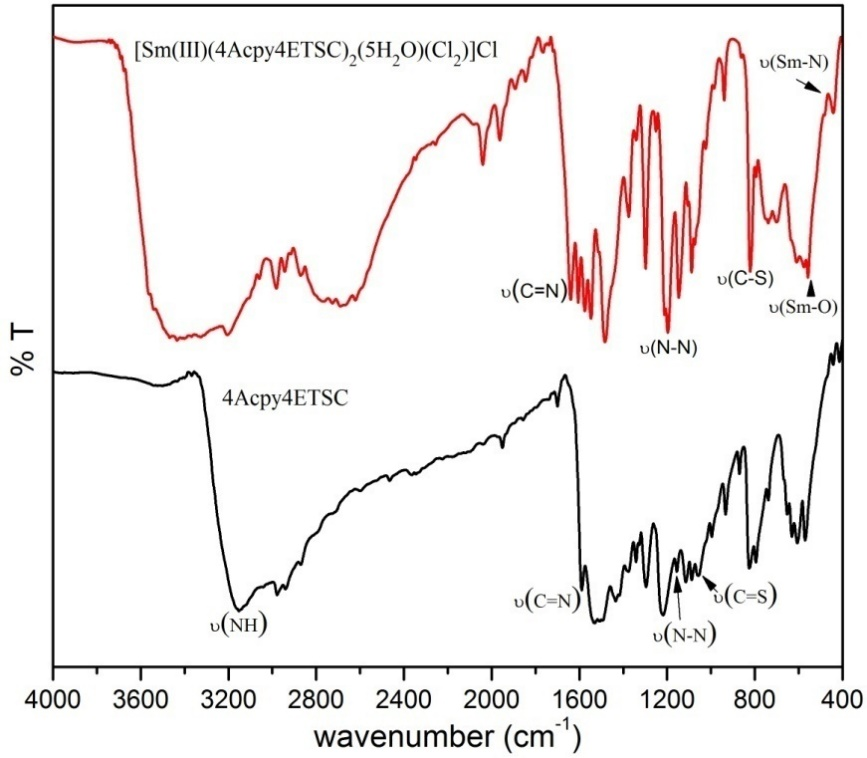 [Sm(III)(4Acpy4ETSC)₂(5H₂O)(Cl₂)]Cl
υ(Sm-N)
υ(C=N)
υ(C-S)
υ(Sm-O)
υ(N-N)
% T
4Acpy4ETSC
υ(NH)
υ(C=N)
υ(C=S)
υ(N-N)
4000 3600 3200 2800 2400 2000 1600 1200 800 400
wavenumber (cm⁻¹)